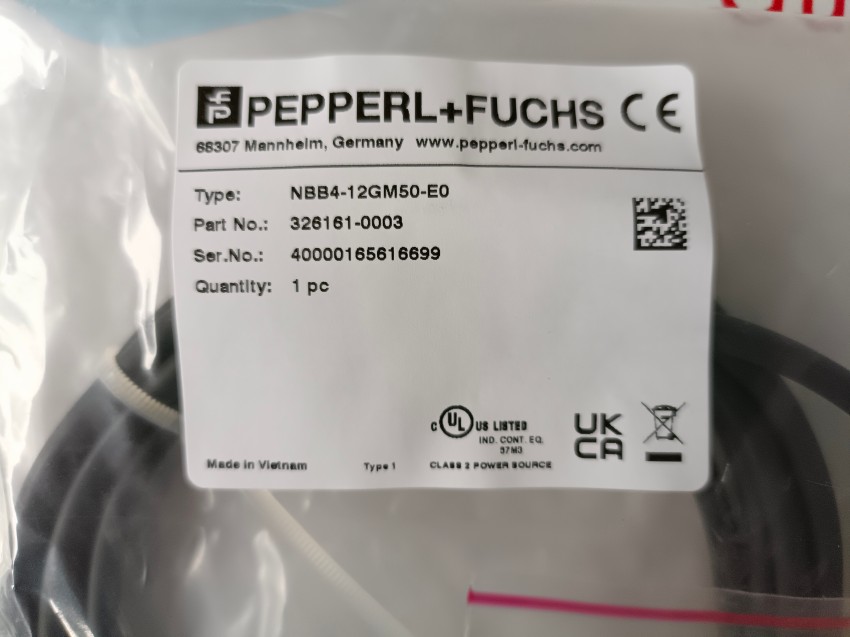 PEPPERL+FUCHS CE
68307 Mannheim, Germany www.pepperl-fuchs.com
Type: NBB4-12GM50-E0
Part No.: 326161-0003
Ser.No.: 40000165616699
Quantity: 1 pc
C UL US LISTED
IND. CONT. EQ.
37M3
UK
CA
Made in Vietnam Type 1 CLASS 2 POWER SOURCE